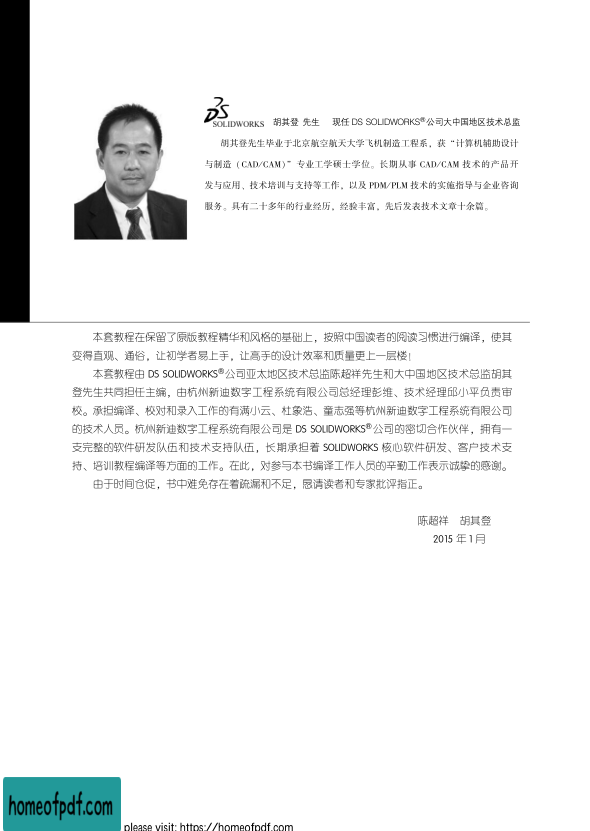 DS SOLIDWORKS 胡其登 先生 现任 DS SOLIDWORKS®公司大中国地区技术总监
胡其登先生毕业于北京航空航天大学飞机制造工程系，获“计算机辅助设计
与制造（CAD/CAM）”专业工学硕士学位。长期从事 CAD/CAM 技术的产品开
发与应用、技术培训与支持等工作，以及 PDM/PLM 技术的实施指导与企业咨询
服务。具有二十多年的行业经历，经验丰富，先后发表技术文章十余篇。
本套教程在保留了原版教程精华和风格的基础上，按照中国读者的阅读习惯进行编译，使其
变得直观、通俗，让初学者易上手，让高手的设计效率和质量更上一层楼！
本套教程由 DS SOLIDWORKS®公司亚太地区技术总监陈超祥先生和大中国地区技术总监胡其
登先生共同担任主编，由杭州新迪数字工程系统有限公司总经理彭维、技术经理邱小平负责审
校。承担编译、校对和录入工作的有满小云、杜象浩、童志强等杭州新迪数字工程系统有限公司
的技术人员。杭州新迪数字工程系统有限公司是 DS SOLIDWORKS®公司的密切合作伙伴，拥有一
支完整的软件研发队伍和技术支持队伍，长期承担着 SOLIDWORKS 核心软件研发、客户技术支
持、培训教程编译等方面的工作。在此，对参与本书编译工作人员的辛勤工作表示诚挚的感谢。
由于时间仓促，书中难免存在着疏漏和不足，恳请读者和专家批评指正。
陈超祥 胡其登
2015 年 1 月
homeofpdf.com
please visit: https://homeofpdf.com